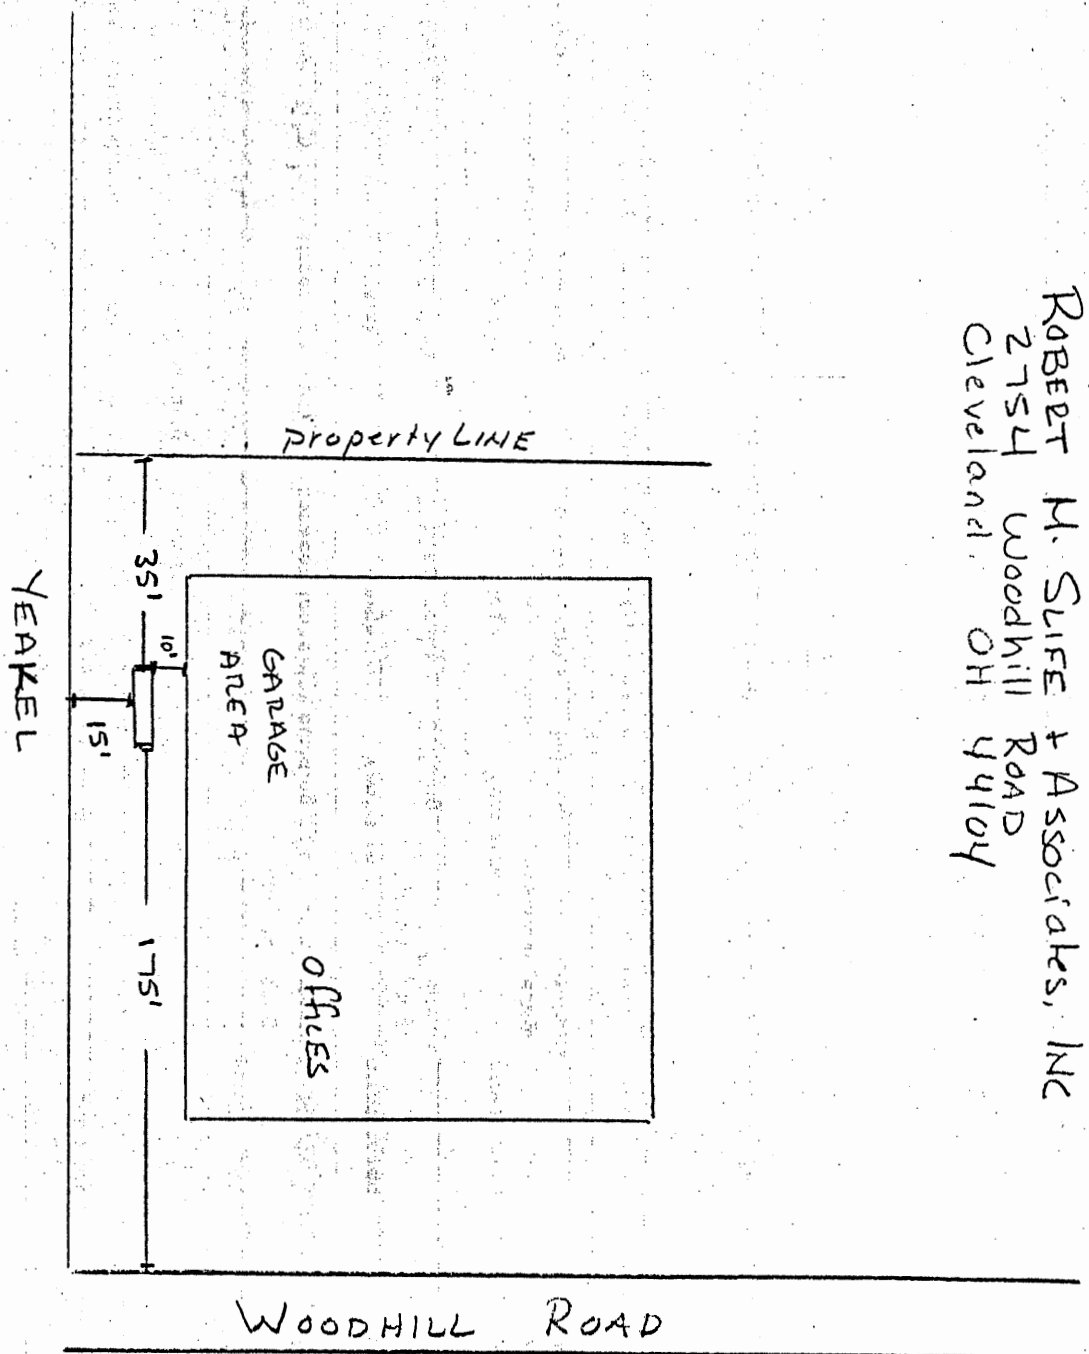 ROBERT M. SLIFE + Associates, INC
2754 Woodhill ROAD
Cleveland. OH 44104
property LINE
35'
10'
15'
175'
GARAGE
AREA
OfficES
YEAKEL
WOODHILL ROAD